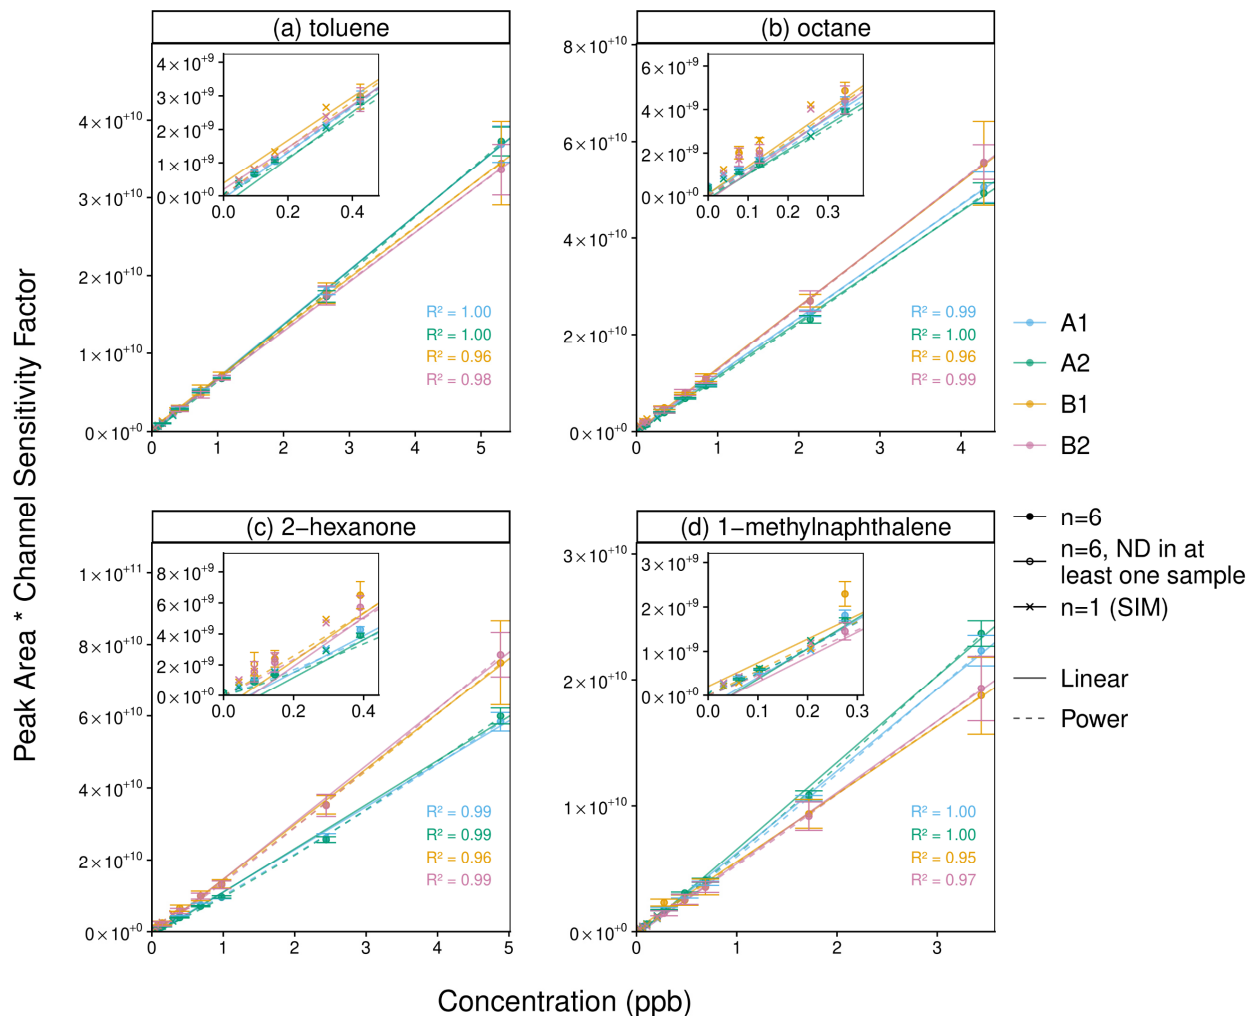 (a) toluene
4×10⁺¹⁰
3×10⁺¹⁰
2×10⁺¹⁰
1×10⁺¹⁰
0×10⁺⁰
4×10⁺⁹
3×10⁺⁹
2×10⁺⁹
1×10⁺⁹
0×10⁺⁰
0.0 0.2 0.4
R² = 1.00
R² = 1.00
R² = 0.96
R² = 0.98
0 1 2 3 4 5
(b) octane
8×10⁺¹⁰
6×10⁺¹⁰
4×10⁺¹⁰
2×10⁺¹⁰
0×10⁺⁰
6×10⁺⁹
4×10⁺⁹
2×10⁺⁹
0×10⁺⁰
0.0 0.1 0.2 0.3
R² = 0.99
R² = 1.00
R² = 0.96
R² = 0.99
0 1 2 3 4
(c) 2−hexanone
1×10⁺¹¹
8×10⁺¹⁰
6×10⁺¹⁰
4×10⁺¹⁰
2×10⁺¹⁰
0×10⁺⁰
8×10⁺⁹
6×10⁺⁹
4×10⁺⁹
2×10⁺⁹
0×10⁺⁰
0.0 0.2 0.4
R² = 0.99
R² = 0.99
R² = 0.96
R² = 0.99
0 1 2 3 4 5
(d) 1−methylnaphthalene
3×10⁺¹⁰
2×10⁺¹⁰
1×10⁺¹⁰
0×10⁺⁰
3×10⁺⁹
2×10⁺⁹
1×10⁺⁹
0×10⁺⁰
0.0 0.1 0.2 0.3
R² = 1.00
R² = 1.00
R² = 0.95
R² = 0.97
0 1 2 3
Peak Area * Channel Sensitivity Factor
Concentration (ppb)
A1
A2
B1
B2
n=6
n=6, ND in at
least one sample
n=1 (SIM)
Linear
Power